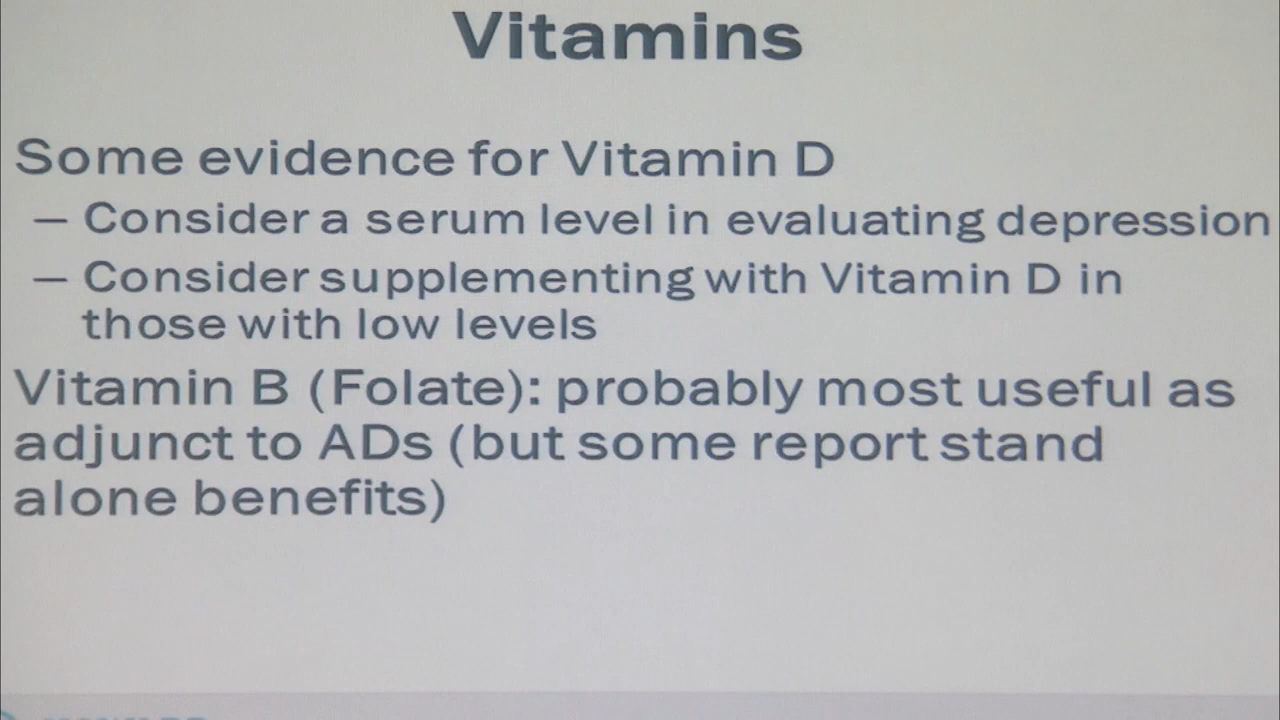 Vitamins
Some evidence for Vitamin D
– Consider a serum level in evaluating depression
– Consider supplementing with Vitamin D in
those with low levels
Vitamin B (Folate): probably most useful as
adjunct to ADs (but some report stand
alone benefits)